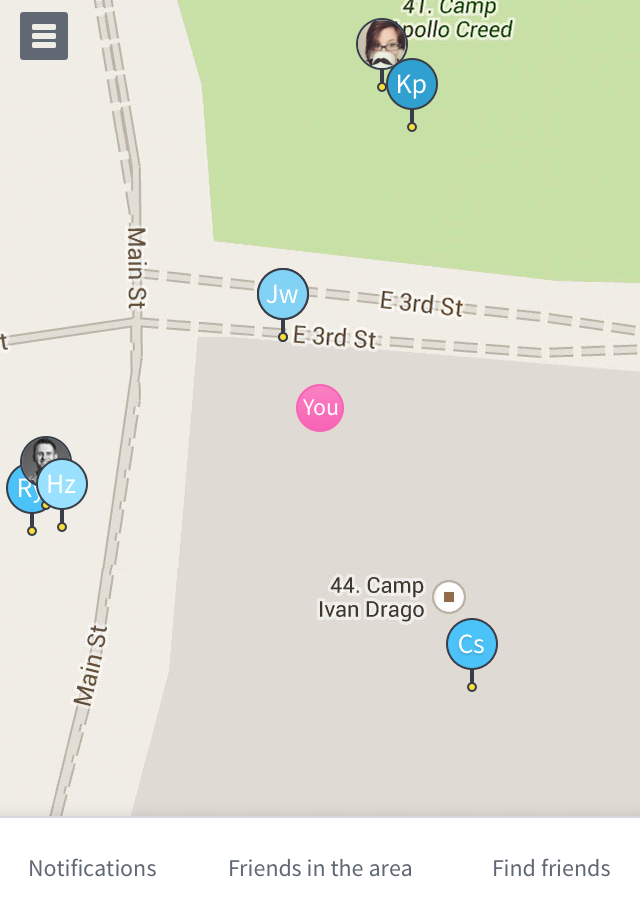 41. Camp
Apollo Creed
Kp
Main St
Jw
E 3rd St
E 3rd St
You
Hz
44. Camp
Ivan Drago
Cs
Main St
Notifications
Friends in the area
Find friends